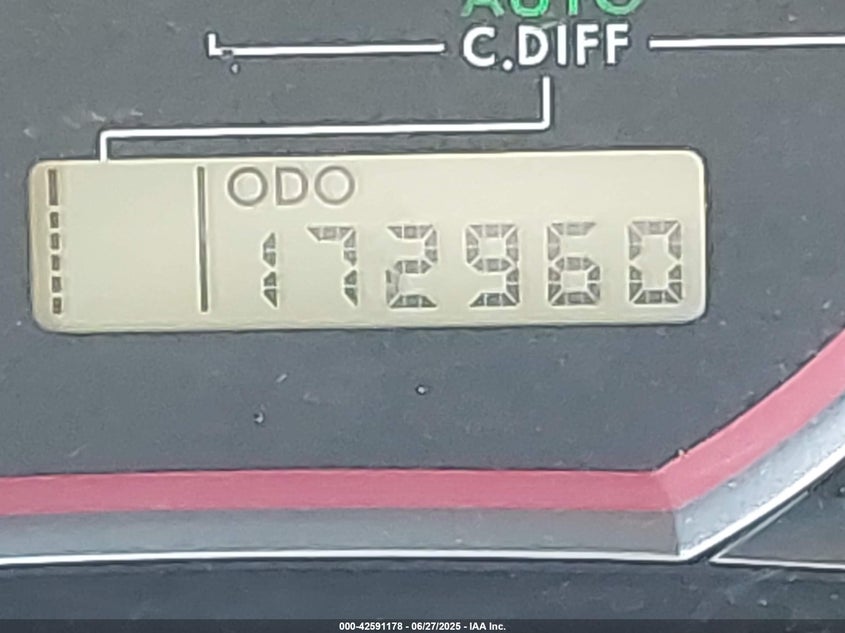 AUTO
C.DIFF
ODO
172960
000-42591178 - 06/27/2025 - IAA Inc.